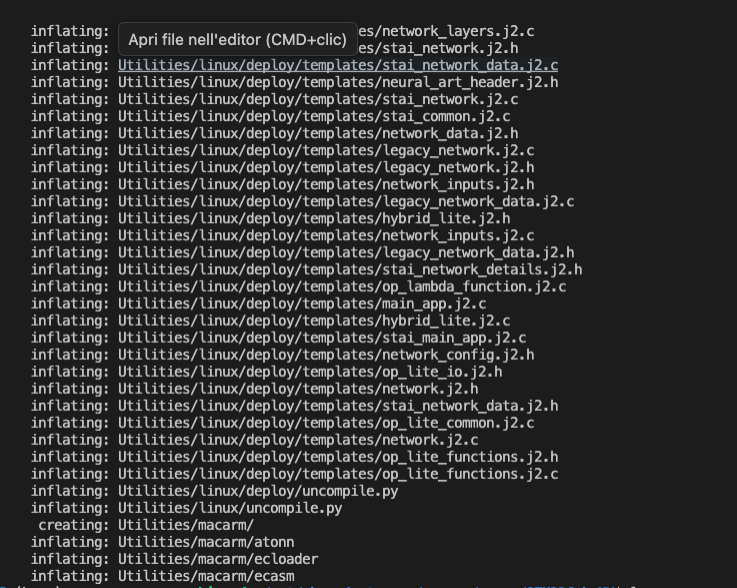 inflating: es/network_layers.j2.c
Apri file nell'editor (CMD+clic)
inflating: es/stai_network.j2.h
inflating: Utilities/linux/deploy/templates/stai_network_data.j2.c
inflating: Utilities/linux/deploy/templates/neural_art_header.j2.h
inflating: Utilities/linux/deploy/templates/stai_network.j2.c
inflating: Utilities/linux/deploy/templates/stai_common.j2.c
inflating: Utilities/linux/deploy/templates/network_data.j2.h
inflating: Utilities/linux/deploy/templates/legacy_network.j2.c
inflating: Utilities/linux/deploy/templates/legacy_network.j2.h
inflating: Utilities/linux/deploy/templates/network_inputs.j2.h
inflating: Utilities/linux/deploy/templates/legacy_network_data.j2.c
inflating: Utilities/linux/deploy/templates/hybrid_lite.j2.h
inflating: Utilities/linux/deploy/templates/network_inputs.j2.c
inflating: Utilities/linux/deploy/templates/legacy_network_data.j2.h
inflating: Utilities/linux/deploy/templates/stai_network_details.j2.h
inflating: Utilities/linux/deploy/templates/op_lambda_function.j2.c
inflating: Utilities/linux/deploy/templates/main_app.j2.c
inflating: Utilities/linux/deploy/templates/hybrid_lite.j2.c
inflating: Utilities/linux/deploy/templates/stai_main_app.j2.c
inflating: Utilities/linux/deploy/templates/network_config.j2.h
inflating: Utilities/linux/deploy/templates/op_lite_io.j2.h
inflating: Utilities/linux/deploy/templates/network.j2.h
inflating: Utilities/linux/deploy/templates/stai_network_data.j2.h
inflating: Utilities/linux/deploy/templates/op_lite_common.j2.c
inflating: Utilities/linux/deploy/templates/network.j2.c
inflating: Utilities/linux/deploy/templates/op_lite_functions.j2.h
inflating: Utilities/linux/deploy/templates/op_lite_functions.j2.c
inflating: Utilities/linux/deploy/uncompile.py
inflating: Utilities/linux/uncompile.py
creating: Utilities/macarm/
inflating: Utilities/macarm/atonn
inflating: Utilities/macarm/ecloader
inflating: Utilities/macarm/ecasm